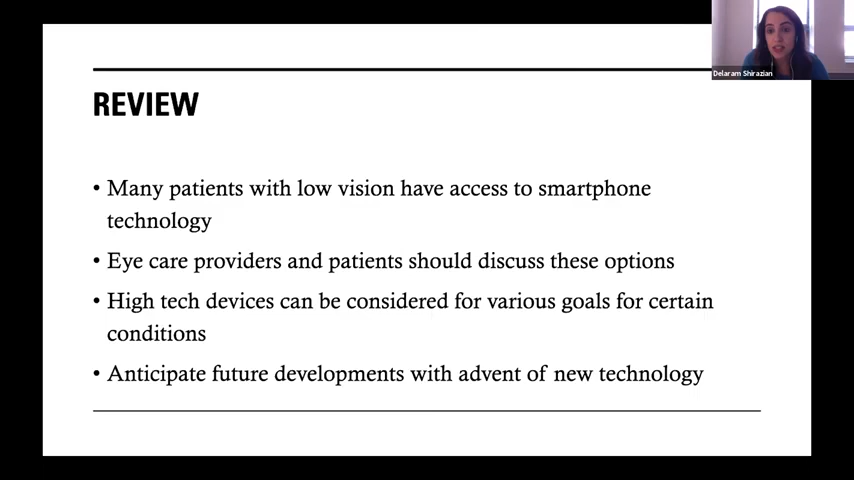 Delaram Shirazian
REVIEW
• Many patients with low vision have access to smartphone
technology
• Eye care providers and patients should discuss these options
• High tech devices can be considered for various goals for certain
conditions
• Anticipate future developments with advent of new technology